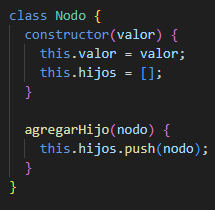 class Nodo {
  constructor(valor) {
    this.valor = valor;
    this.hijos = [];
  }

  agregarHijo(nodo) {
    this.hijos.push(nodo);
  }
}